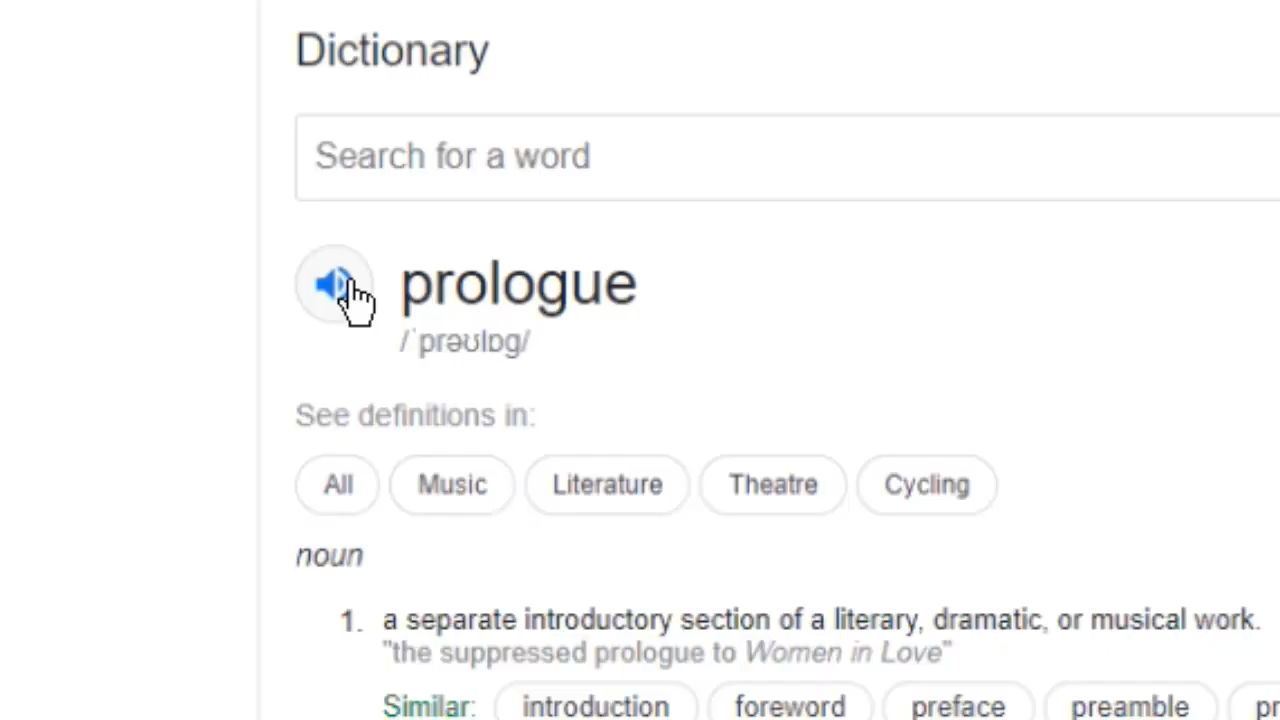 Dictionary
Search for a word
prologue
/ˈprəʊlɒɡ/
See definitions in:
All Music Literature Theatre Cycling
noun
1. a separate introductory section of a literary, dramatic, or musical work.
"the suppressed prologue to Women in Love"
Similar: introduction foreword preface preamble